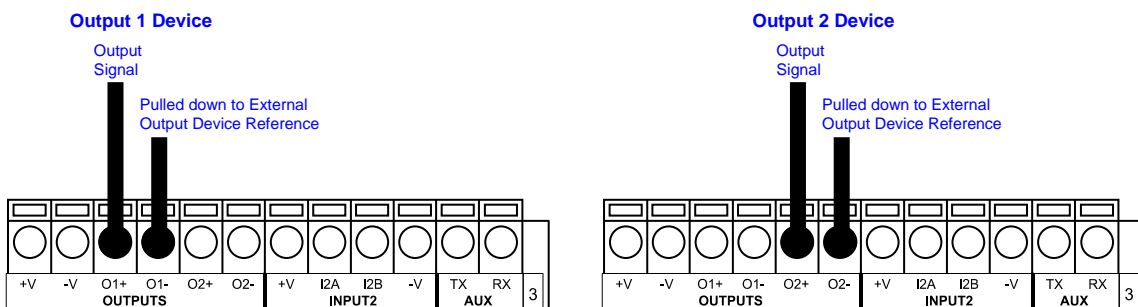 Output 1 Device
Output
Signal
Pulled down to External
Output Device Reference
+V -V O1+ O1- O2+ O2- +V I2A I2B -V TX RX
OUTPUTS INPUT2 AUX 3
Output 2 Device
Output
Signal
Pulled down to External
Output Device Reference
+V -V O1+ O1- O2+ O2- +V I2A I2B -V TX RX
OUTPUTS INPUT2 AUX 3